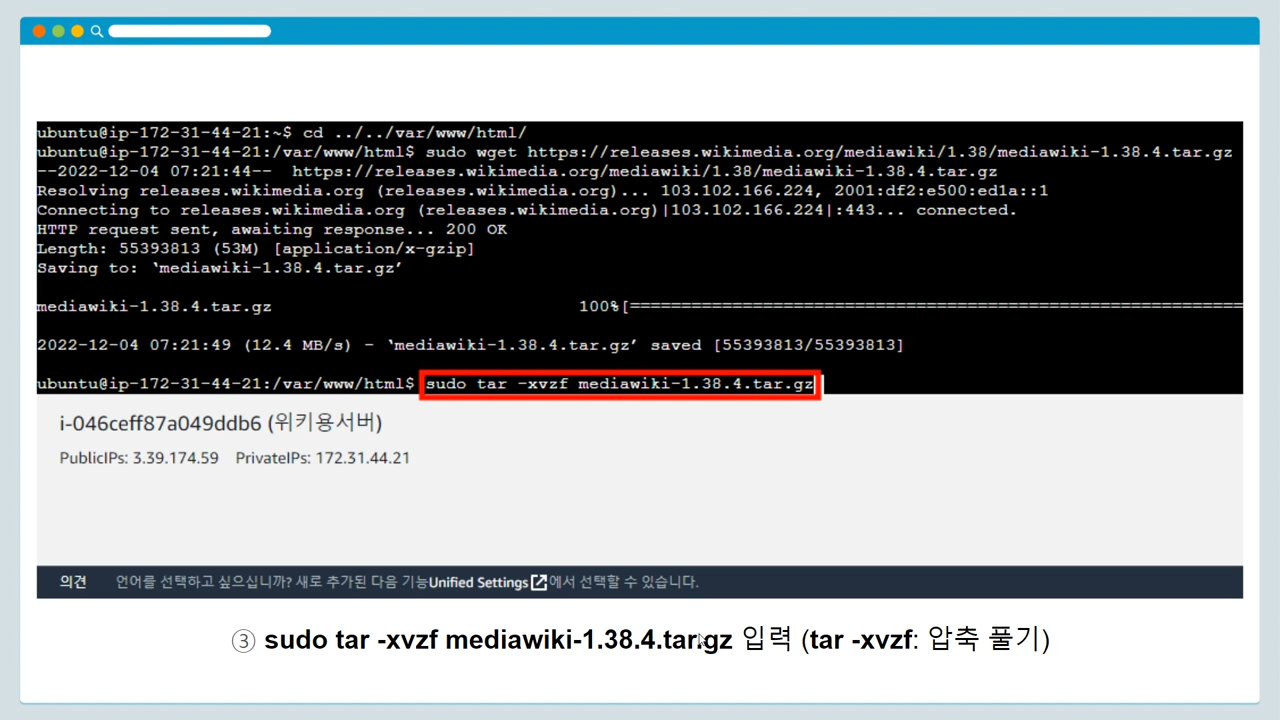 ubuntu@ip-172-31-44-21:~$ cd ../../var/www/html/
ubuntu@ip-172-31-44-21:/var/www/html$ sudo wget https://releases.wikimedia.org/mediawiki/1.38/mediawiki-1.38.4.tar.gz
--2022-12-04 07:21:44--  https://releases.wikimedia.org/mediawiki/1.38/mediawiki-1.38.4.tar.gz
Resolving releases.wikimedia.org (releases.wikimedia.org)... 103.102.166.224, 2001:df2:e500:ed1a::1
Connecting to releases.wikimedia.org (releases.wikimedia.org)|103.102.166.224|:443... connected.
HTTP request sent, awaiting response... 200 OK
Length: 55393813 (53M) [application/x-gzip]
Saving to: ‘mediawiki-1.38.4.tar.gz’
mediawiki-1.38.4.tar.gz 100%[============================================================
2022-12-04 07:21:49 (12.4 MB/s) - ‘mediawiki-1.38.4.tar.gz’ saved [55393813/55393813]
ubuntu@ip-172-31-44-21:/var/www/html$ sudo tar -xvzf mediawiki-1.38.4.tar.gz
i-046ceff87a049ddb6 (위키용서버)
PublicIPs: 3.39.174.59 PrivateIPs: 172.31.44.21
의견 언어를 선택하고 싶으십니까? 새로 추가된 다음 기능Unified Settings에서 선택할 수 있습니다.
③ sudo tar -xvzf mediawiki-1.38.4.tar.gz 입력 (tar -xvzf: 압축 풀기)